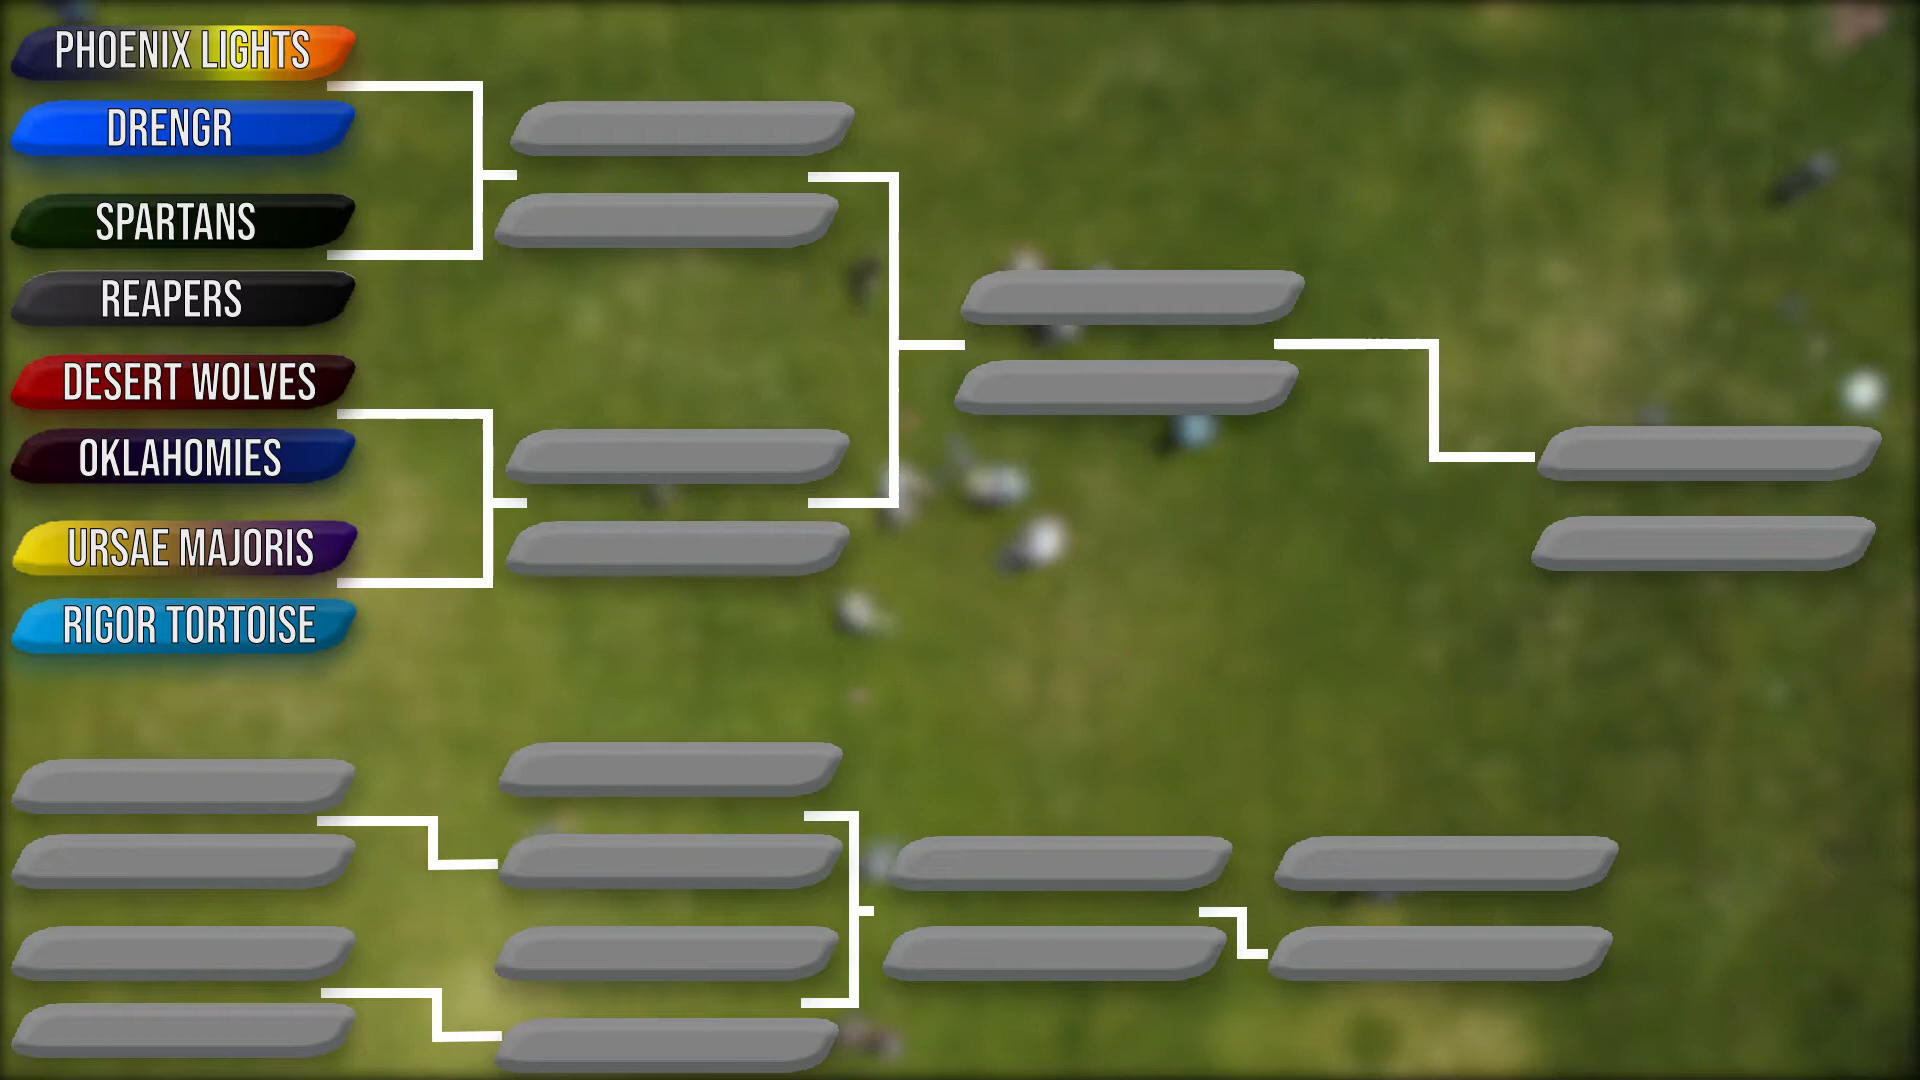 PHOENIX LIGHTS
DRENGR
SPARTANS
REAPERS
DESERT WOLVES
OKLAHOMIES
URSAE MAJORIS
RIGOR TORTOISE